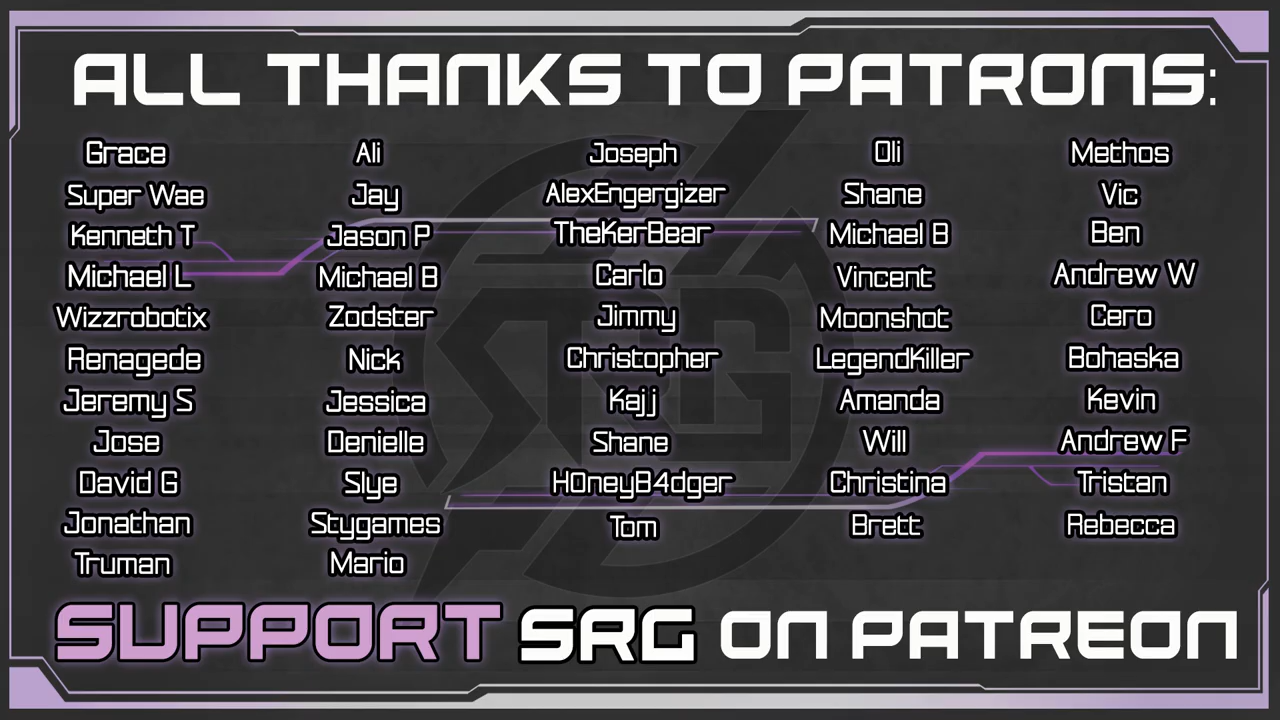 ALL THANKS TO PATRONS:
Grace Ali Joseph Oli Methos
Super Wae Jay AlexEngergizer Shane Vic
Kenneth T Jason P TheKerBear Michael B Ben
Michael L Michael B Carlo Vincent Andrew W
Wizzrobotix Zodster Jimmy Moonshot Cero
Renagede Nick Christopher LegendKiller Bohaska
Jeremy S Jessica Kajj Amanda Kevin
Jose Denielle Shane Will Andrew F
David G Slye H0neyB4dger Christina Tristan
Jonathan Stygames Tom Brett Rebecca
Truman Mario
SUPPORT SRG ON PATREON
SRG